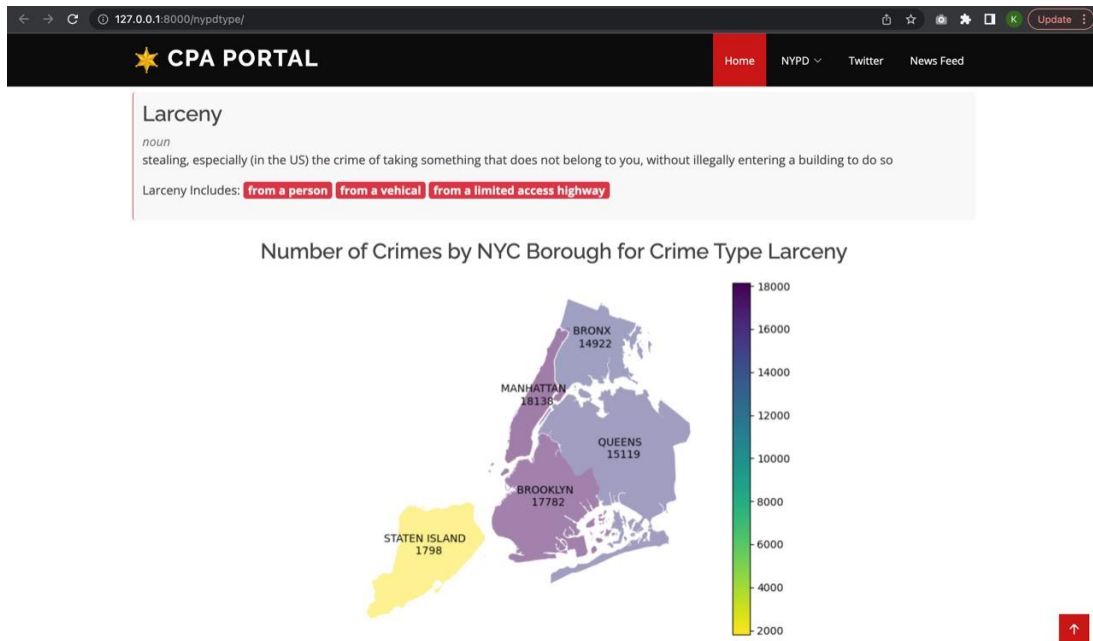 127.0.0.1:8000/nypdtype/
K
Update
CPA PORTAL
Home
NYPD
Twitter
News Feed
Larceny
noun
stealing, especially (in the US) the crime of taking something that does not belong to you, without illegally entering a building to do so
Larceny Includes: from a person from a vehical from a limited access highway
Number of Crimes by NYC Borough for Crime Type Larceny
BRONX
14922
MANHATTAN
18138
QUEENS
15119
BROOKLYN
17782
STATEN ISLAND
1798
18000
16000
14000
12000
10000
8000
6000
4000
2000